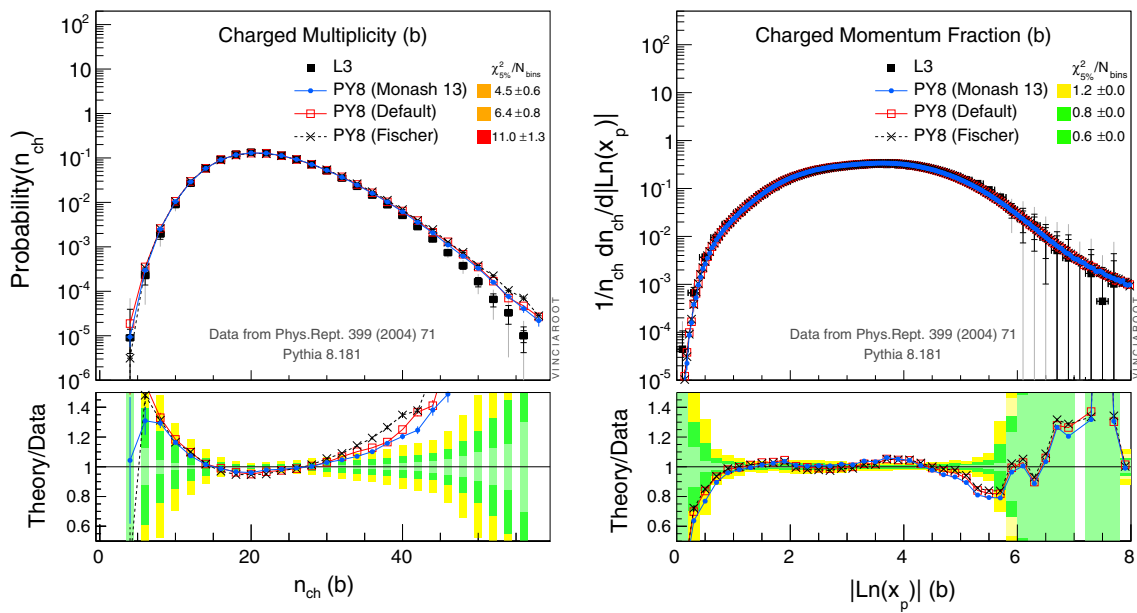 Charged Multiplicity (b)
L3
PY8 (Monash 13)
PY8 (Default)
PY8 (Fischer)
χ²5%/Nbins
4.5 ±0.6
6.4 ±0.8
11.0 ±1.3
Probability(nch)
10²
10
1
10⁻¹
10⁻²
10⁻³
10⁻⁴
10⁻⁵
10⁻⁶
Data from Phys.Rept. 399 (2004) 71
Pythia 8.181
VINCIAROOT
Theory/Data
1.4
1.2
1
0.8
0.6
0
20
40
nch (b)
Charged Momentum Fraction (b)
L3
PY8 (Monash 13)
PY8 (Default)
PY8 (Fischer)
χ²5%/Nbins
1.2 ±0.0
0.8 ±0.0
0.6 ±0.0
1/nch dnch/d|Ln(xp)|
10²
10
1
10⁻¹
10⁻²
10⁻³
10⁻⁴
10⁻⁵
Data from Phys.Rept. 399 (2004) 71
Pythia 8.181
VINCIAROOT
Theory/Data
1.4
1.2
1
0.8
0.6
0
2
4
6
8
|Ln(xp)| (b)